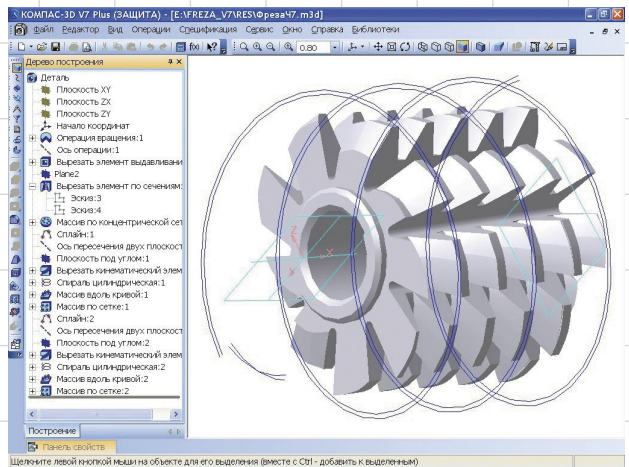 КОМПАС-3D V7 Plus (ЗАЩИТА) - [E:\FREZA_V7\RES\ФрезаЧ7.m3d]
Файл Редактор Вид Операции Спецификация Сервис Окно Справка Библиотеки
f(x) 0.80
Дерево построения
Деталь
Плоскость XY
Плоскость ZX
Плоскость ZY
Начало координат
Операция вращения:1
Ось операции:1
Вырезать элемент выдавливани
Plane2
Вырезать элемент по сечениям:
Эскиз:3
Эскиз:4
Массив по концентрической сет
Сплайн:1
Ось пересечения двух плоскост
Плоскость под углом:1
Вырезать кинематический элем
Спираль цилиндрическая:1
Массив вдоль кривой:1
Массив по сетке:1
Сплайн:2
Ось пересечения двух плоскост
Плоскость под углом:2
Вырезать кинематический элем
Спираль цилиндрическая:2
Массив вдоль кривой:2
Массив по сетке:2
Z
X
Построение
Панель свойств
Щелкните левой кнопкой мыши на объекте для его выделения (вместе с Ctrl - добавить к выделенным)